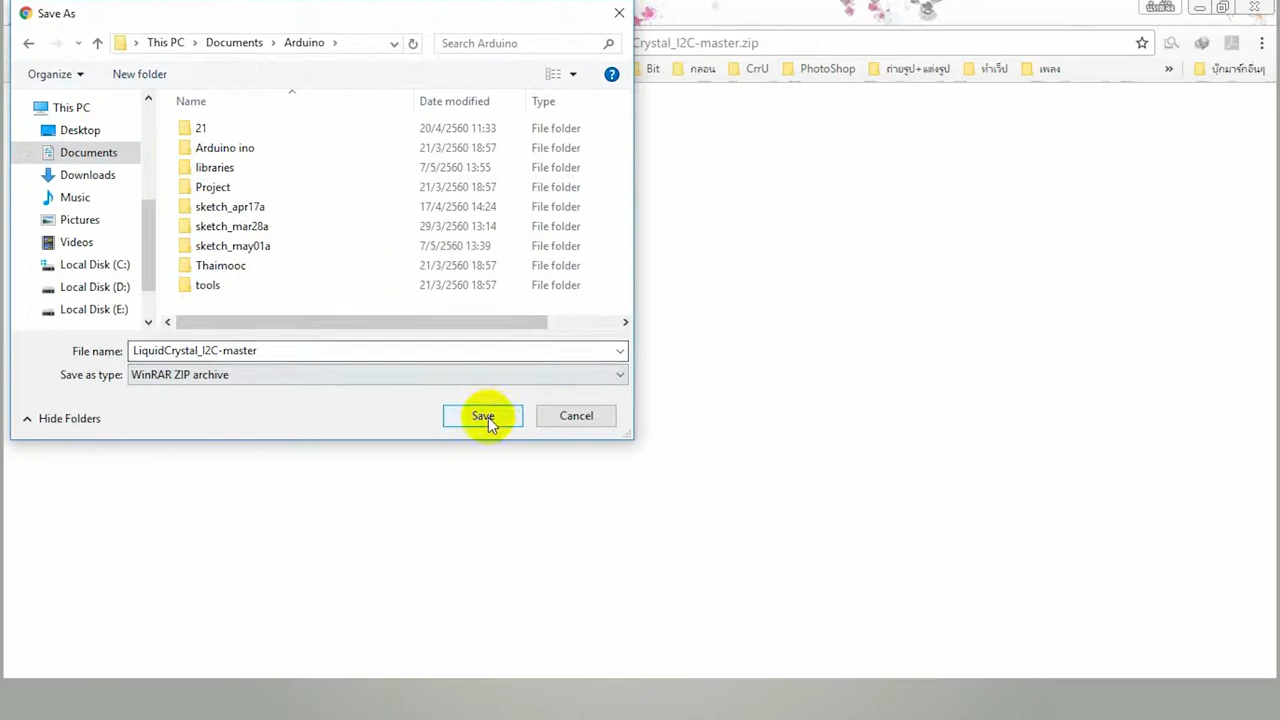 Save As
This PC > Documents > Arduino >
Search Arduino
Crystal_I2C-master.zip
Organize
New folder
Bit
กลอน
CrrU
PhotoShop
ถ่ายรูป+แต่งรูป
ทำเว็ป
เพลง
»
บุ๊กมาร์กอื่นๆ
This PC
Desktop
Documents
Downloads
Music
Pictures
Videos
Local Disk (C:)
Local Disk (D:)
Local Disk (E:)
Name Date modified Type
21 20/4/2560 11:33 File folder
Arduino ino 21/3/2560 18:57 File folder
libraries 7/5/2560 13:55 File folder
Project 21/3/2560 18:57 File folder
sketch_apr17a 17/4/2560 14:24 File folder
sketch_mar28a 29/3/2560 13:14 File folder
sketch_may01a 7/5/2560 13:39 File folder
Thaimooc 21/3/2560 18:57 File folder
tools 21/3/2560 18:57 File folder
File name: LiquidCrystal_I2C-master
Save as type: WinRAR ZIP archive
Hide Folders
Save
Cancel